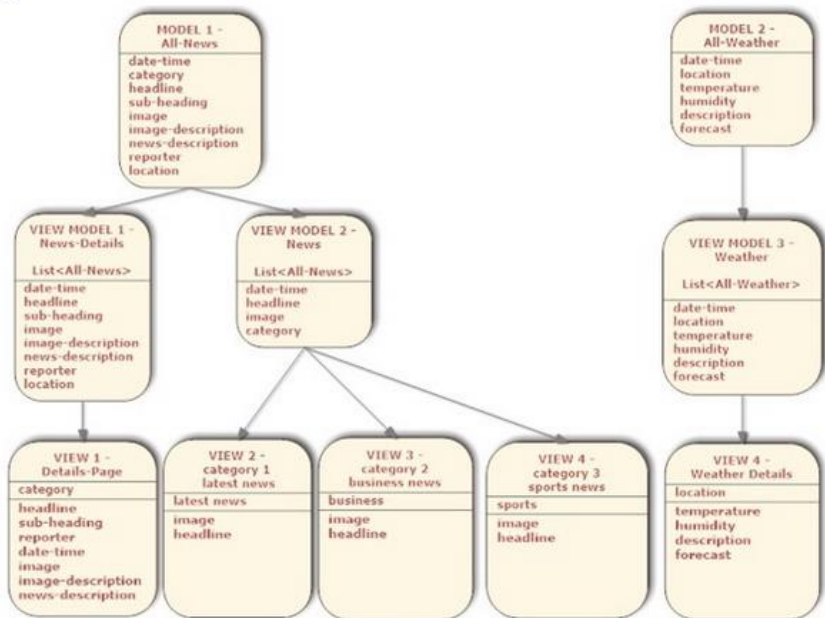 MODEL 1 -
All-News
date-time
category
headline
sub-heading
image
image-description
news-description
reporter
location
MODEL 2 -
All-Weather
date-time
location
temperature
humidity
description
forecast
VIEW MODEL 1 -
News-Details
List<All-News>
date-time
headline
sub-heading
image
image-description
news-description
reporter
location
VIEW MODEL 2 -
News
List<All-News>
date-time
headline
image
category
VIEW MODEL 3 -
Weather
List<All-Weather>
date-time
location
temperature
humidity
description
forecast
VIEW 1 -
Details-Page
category
headline
sub-heading
reporter
date-time
image
image-description
news-description
VIEW 2 -
category 1
latest news
latest news
image
headline
VIEW 3 -
category 2
business news
business
image
headline
VIEW 4 -
category 3
sports news
sports
image
headline
VIEW 4 -
Weather Details
location
temperature
humidity
description
forecast